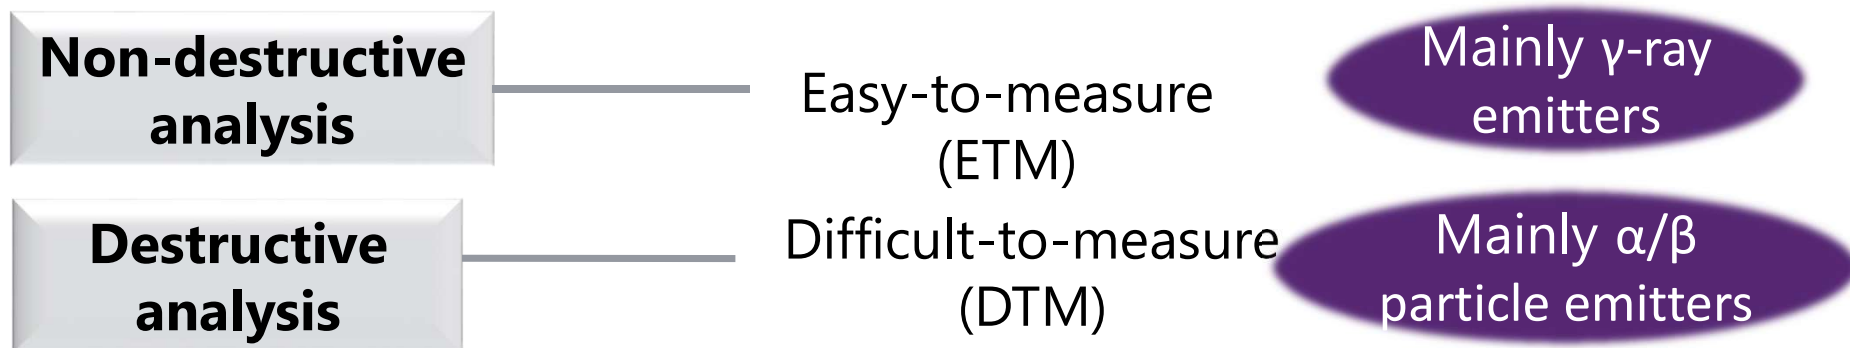 Non-destructive
analysis
Easy-to-measure
(ETM)
Mainly γ-ray
emitters
Destructive
analysis
Difficult-to-measure
(DTM)
Mainly α/β
particle emitters